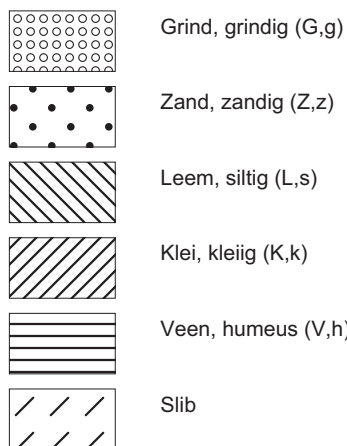 Grind, grindig (G,g)
Zand, zandig (Z,z)
Leem, siltig (L,s)
Klei, kleiig (K,k)
Veen, humeus (V,h)
Slib